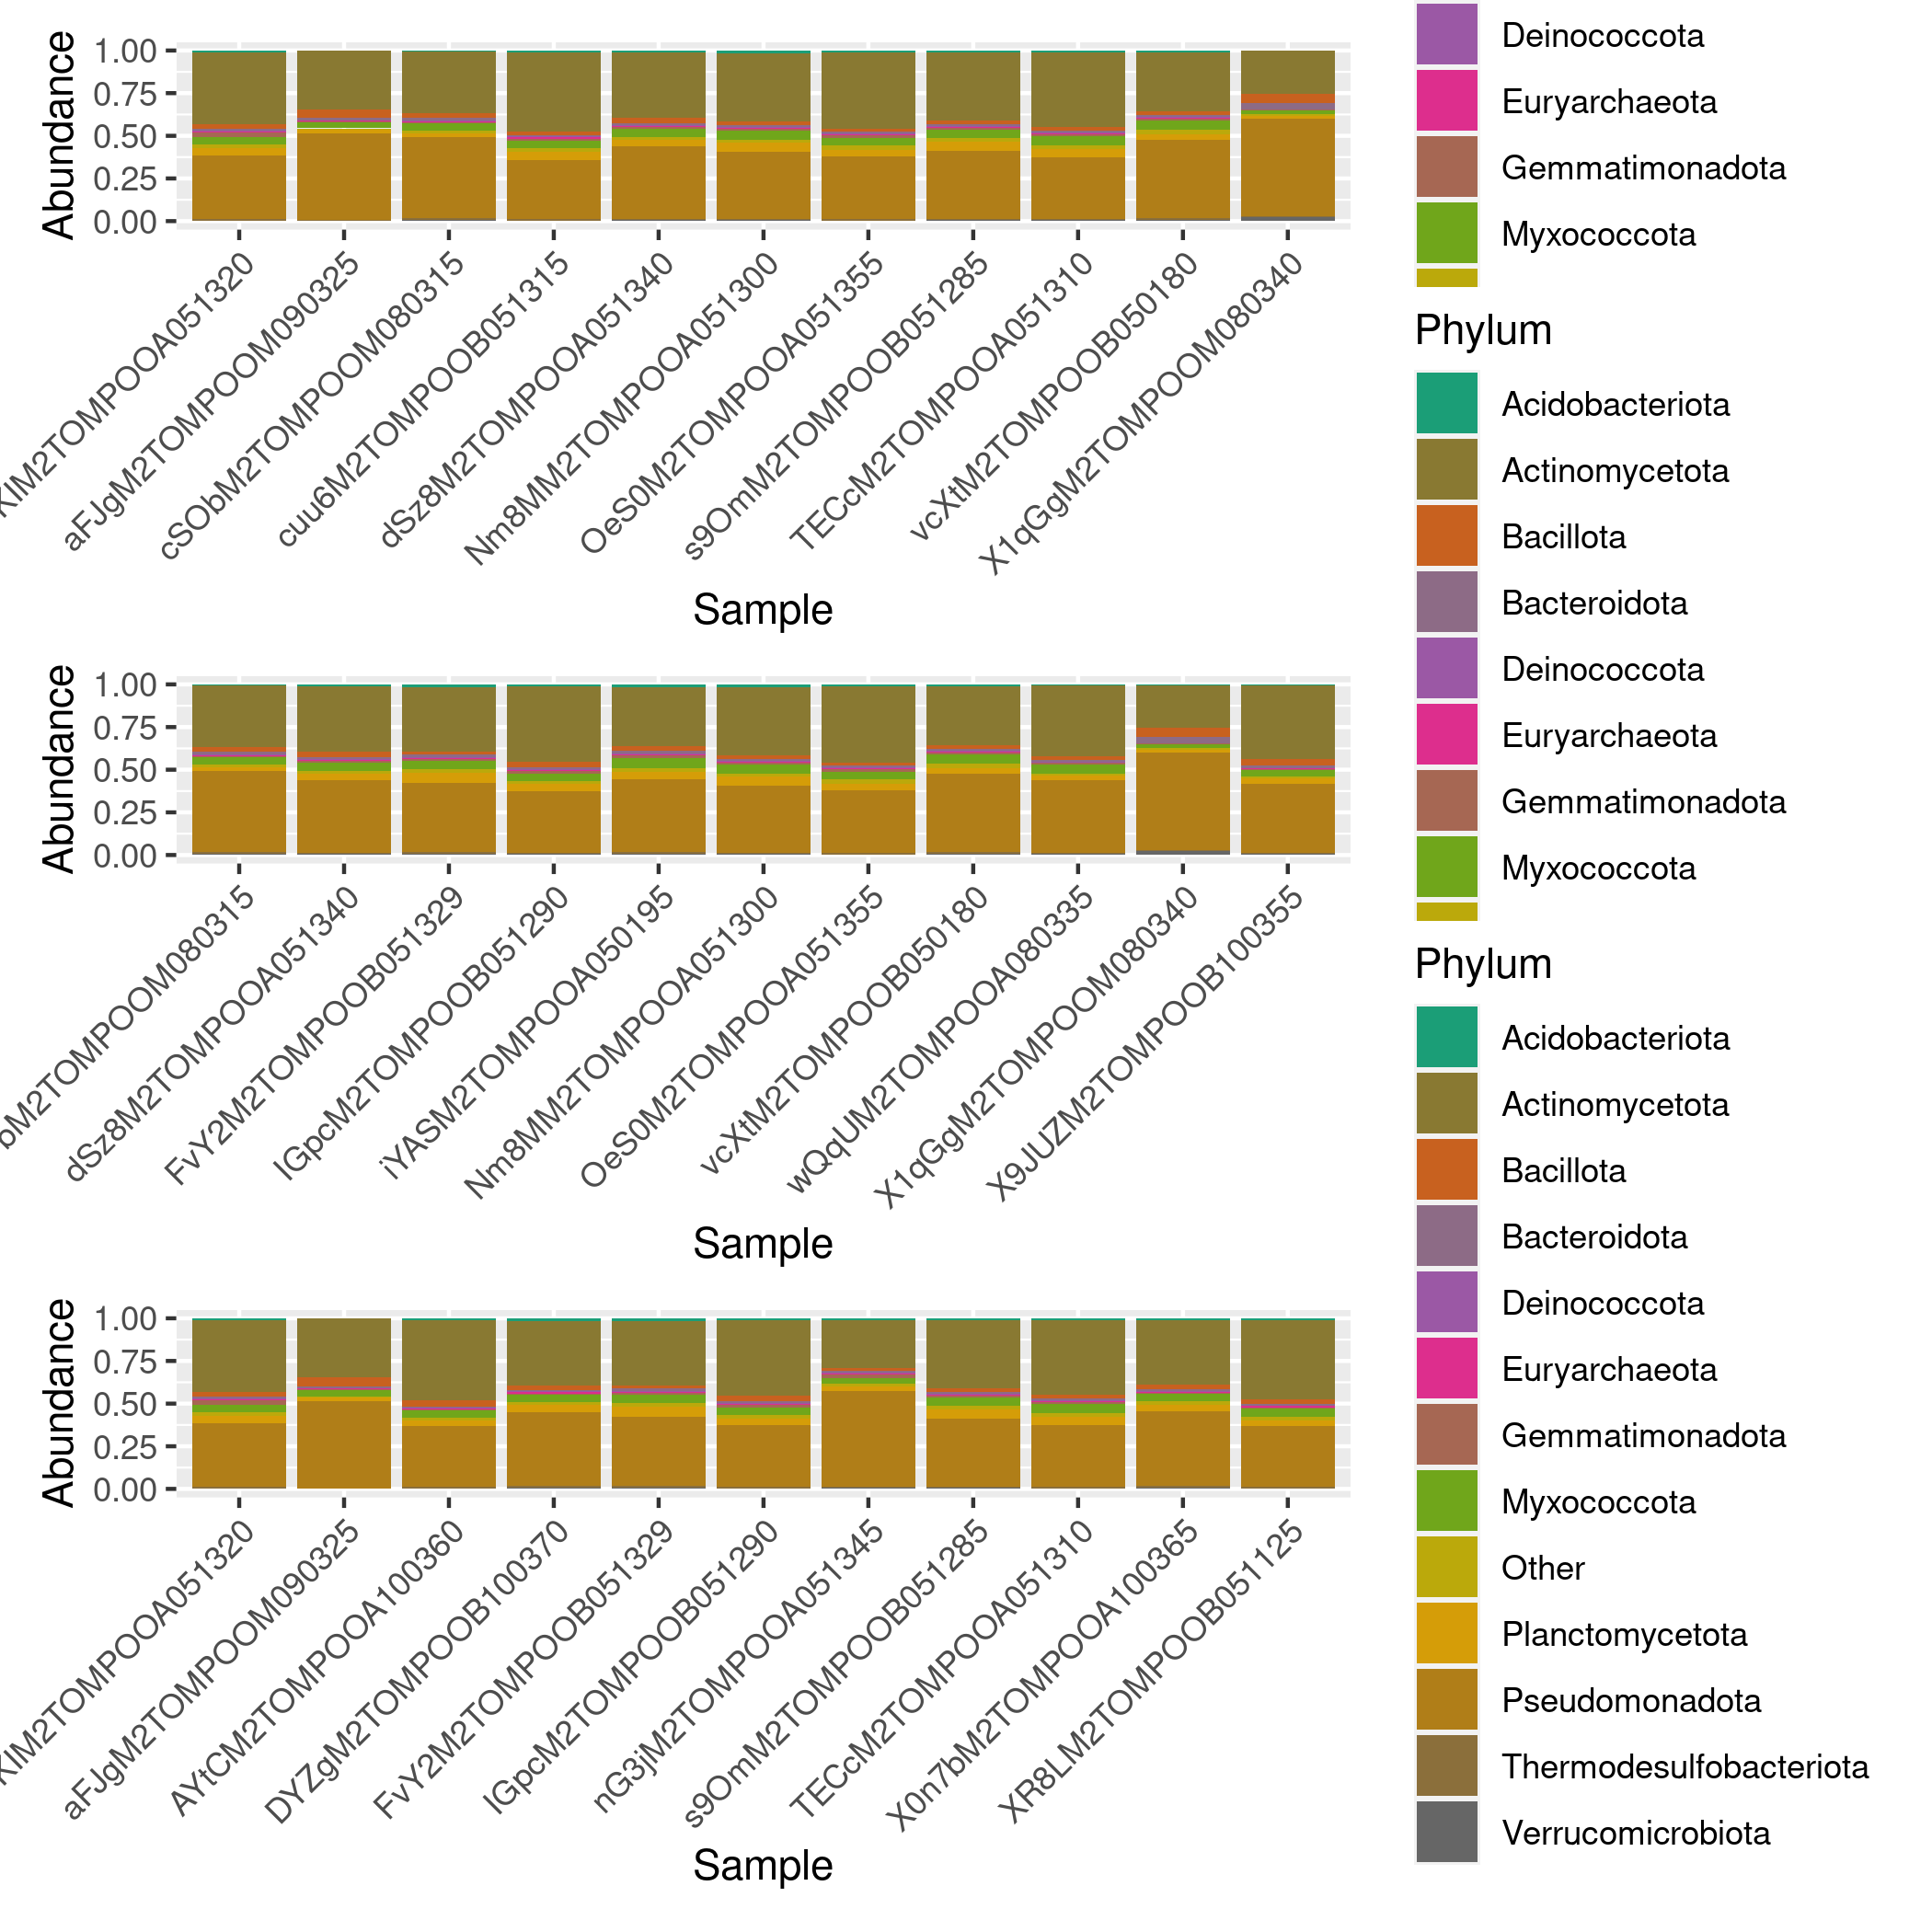 Abundance
1.00
0.75
0.50
0.25
0.00
KIM2TOMPOOA051320
aFJgM2TOMPOOM090325
cSObM2TOMPOOM080315
cuu6M2TOMPOOB051315
dSz8M2TOMPOOA051340
Nm8MM2TOMPOOA051300
OeS0M2TOMPOOA051355
s9OmM2TOMPOOB051285
TECcM2TOMPOOA051310
vcXtM2TOMPOOB050180
X1qGgM2TOMPOOM080340
Sample
Deinococcota
Euryarchaeota
Gemmatimonadota
Myxococcota
Abundance
1.00
0.75
0.50
0.25
0.00
bM2TOMPOOM080315
dSz8M2TOMPOOA051340
FvY2M2TOMPOOB051329
IGpcM2TOMPOOB051290
iYASM2TOMPOOA050195
Nm8MM2TOMPOOA051300
OeS0M2TOMPOOA051355
vcXtM2TOMPOOB050180
wQqUM2TOMPOOA080335
X1qGgM2TOMPOOM080340
X9JUZM2TOMPOOB100355
Sample
Phylum
Acidobacteriota
Actinomycetota
Bacillota
Bacteroidota
Deinococcota
Euryarchaeota
Gemmatimonadota
Myxococcota
Abundance
1.00
0.75
0.50
0.25
0.00
KIM2TOMPOOA051320
aFJgM2TOMPOOM090325
AYtCM2TOMPOOA100360
DYZgM2TOMPOOB100370
FvY2M2TOMPOOB051329
IGpcM2TOMPOOB051290
nG3jM2TOMPOOA051345
s9OmM2TOMPOOB051285
TECcM2TOMPOOA051310
X0n7bM2TOMPOOA100365
XR8LM2TOMPOOB051125
Sample
Phylum
Acidobacteriota
Actinomycetota
Bacillota
Bacteroidota
Deinococcota
Euryarchaeota
Gemmatimonadota
Myxococcota
Other
Planctomycetota
Pseudomonadota
Thermodesulfobacteriota
Verrucomicrobiota